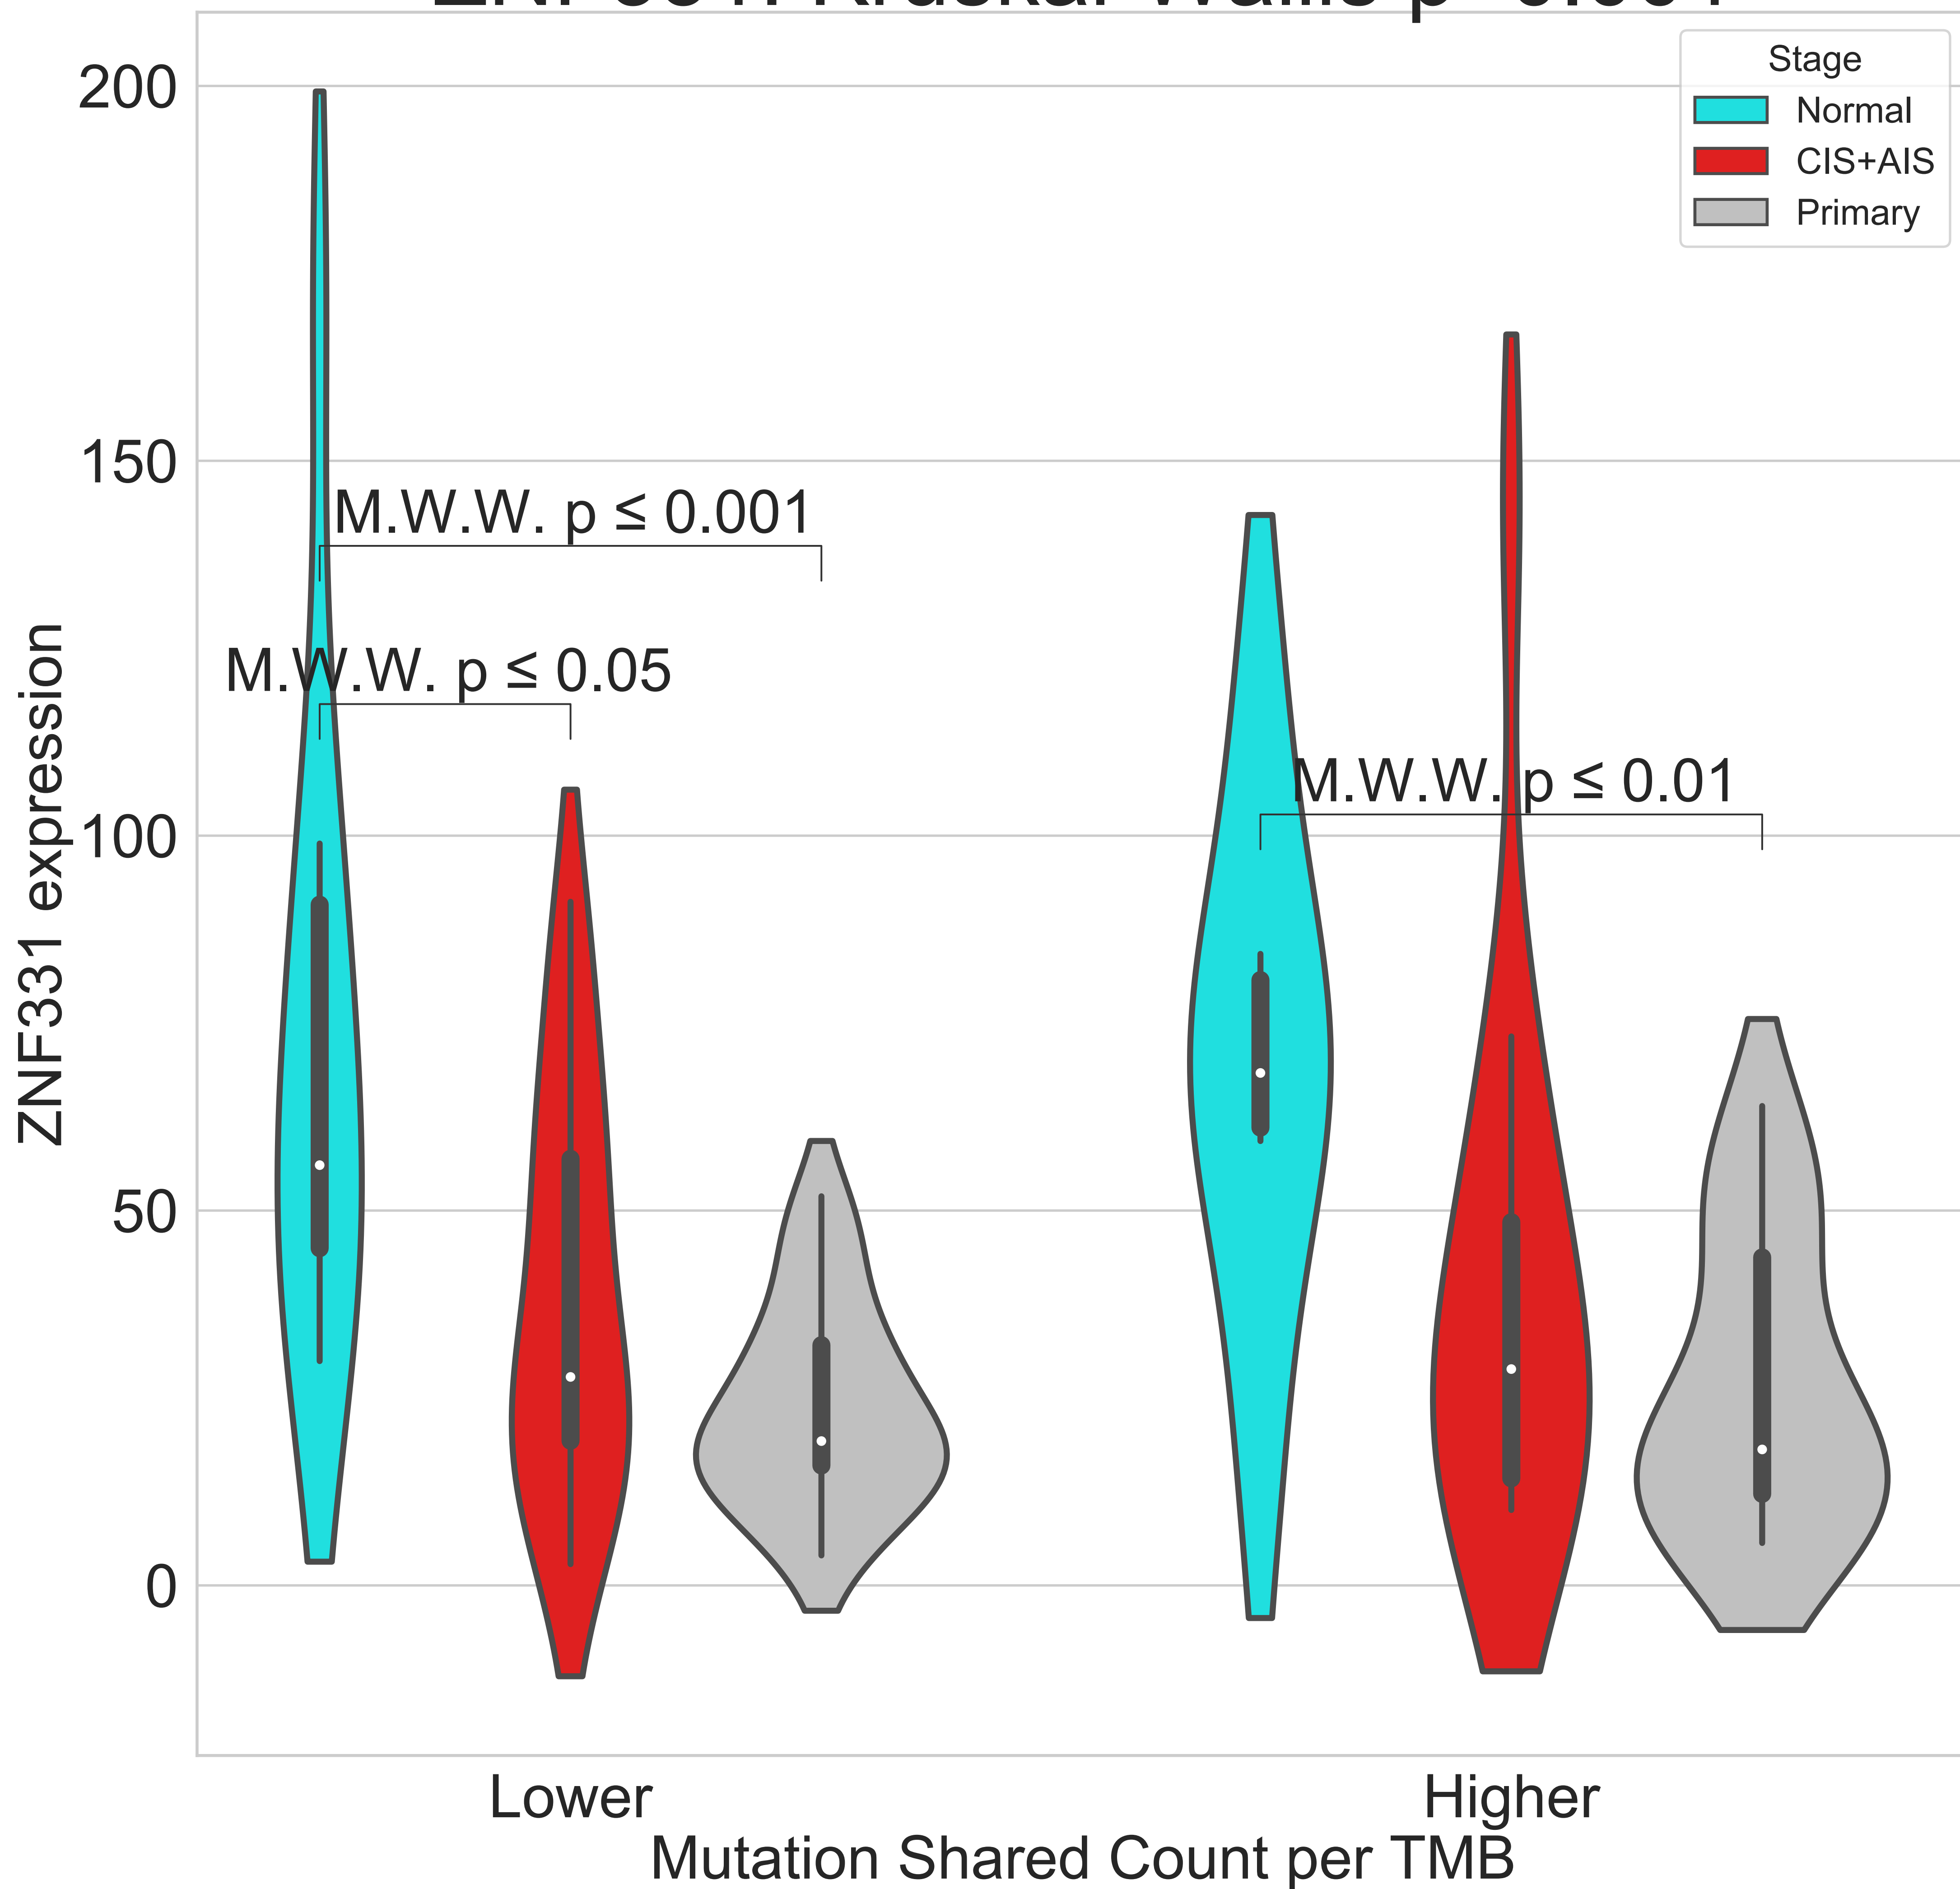 Stage
Normal
CIS+AIS
Primary
200
150
100
50
0
ZNF331 expression
M.W.W. p ≤ 0.001
M.W.W. p ≤ 0.05
M.W.W. p ≤ 0.01
Lower
Higher
Mutation Shared Count per TMB